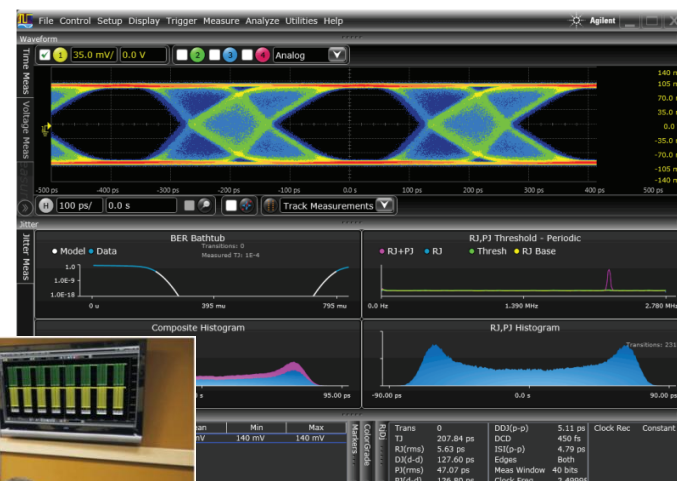 File Control Setup Display Trigger Measure Analyze Utilities Help Agilent
Waveform
Time Meas
Voltage Meas
1 35.0 mV/ 0.0 V 2 3 4 Analog
140 m
105 m
70.0 m
35.0 m
0.0
-35.0 m
-70.0 m
-105 m
-140 m
-500 ps -400 ps -300 ps -200 ps -100 ps 0.0 s 100 ps 200 ps 300 ps 400 ps 500 ps
H 100 ps/ 0.0 s Track Measurements
Jitter
Jitter Meas
BER Bathtub
Transitions: 0
Model Data Measured TJ: 1E-4
1.0
1.0E-9
1.0E-18
0 u 395 mu 795 mu
RJ,PJ Threshold - Periodic
RJ+PJ RJ Thresh RJ Base
0.0 Hz 1.390 MHz 2.780 MHz
Composite Histogram
s 95.00 ps
RJ,PJ Histogram
Transitions: 231
-90.00 ps 0.0 s 90.00 ps
ean Min Max
mV 140 mV 140 mV
Markers
ColorGrade
RJDJ
Trans 0 DDJ(p-p) 5.11 ps Clock Rec Constant
TJ 207.84 ps DCD 450 fs
RJ(rms) 5.63 ps ISI(p-p) 4.79 ps
DJ(d-d) 127.60 ps Edges Both
PJ(rms) 47.07 ps Meas Window 40 bits
PJ(d-d) 126.80 ps Clock Freq